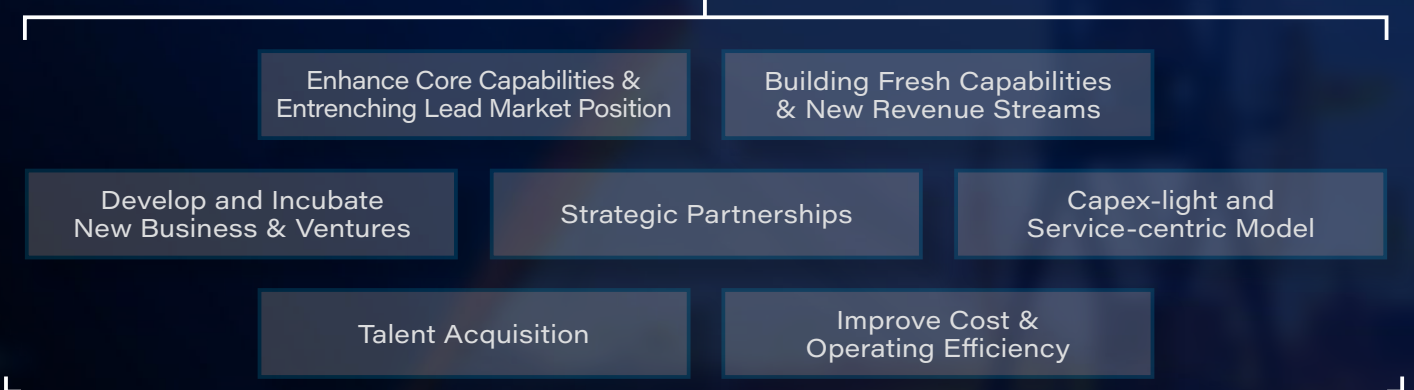 Enhance Core Capabilities &
Entrenching Lead Market Position
Building Fresh Capabilities
& New Revenue Streams
Develop and Incubate
New Business & Ventures
Strategic Partnerships
Capex-light and
Service-centric Model
Talent Acquisition
Improve Cost &
Operating Efficiency